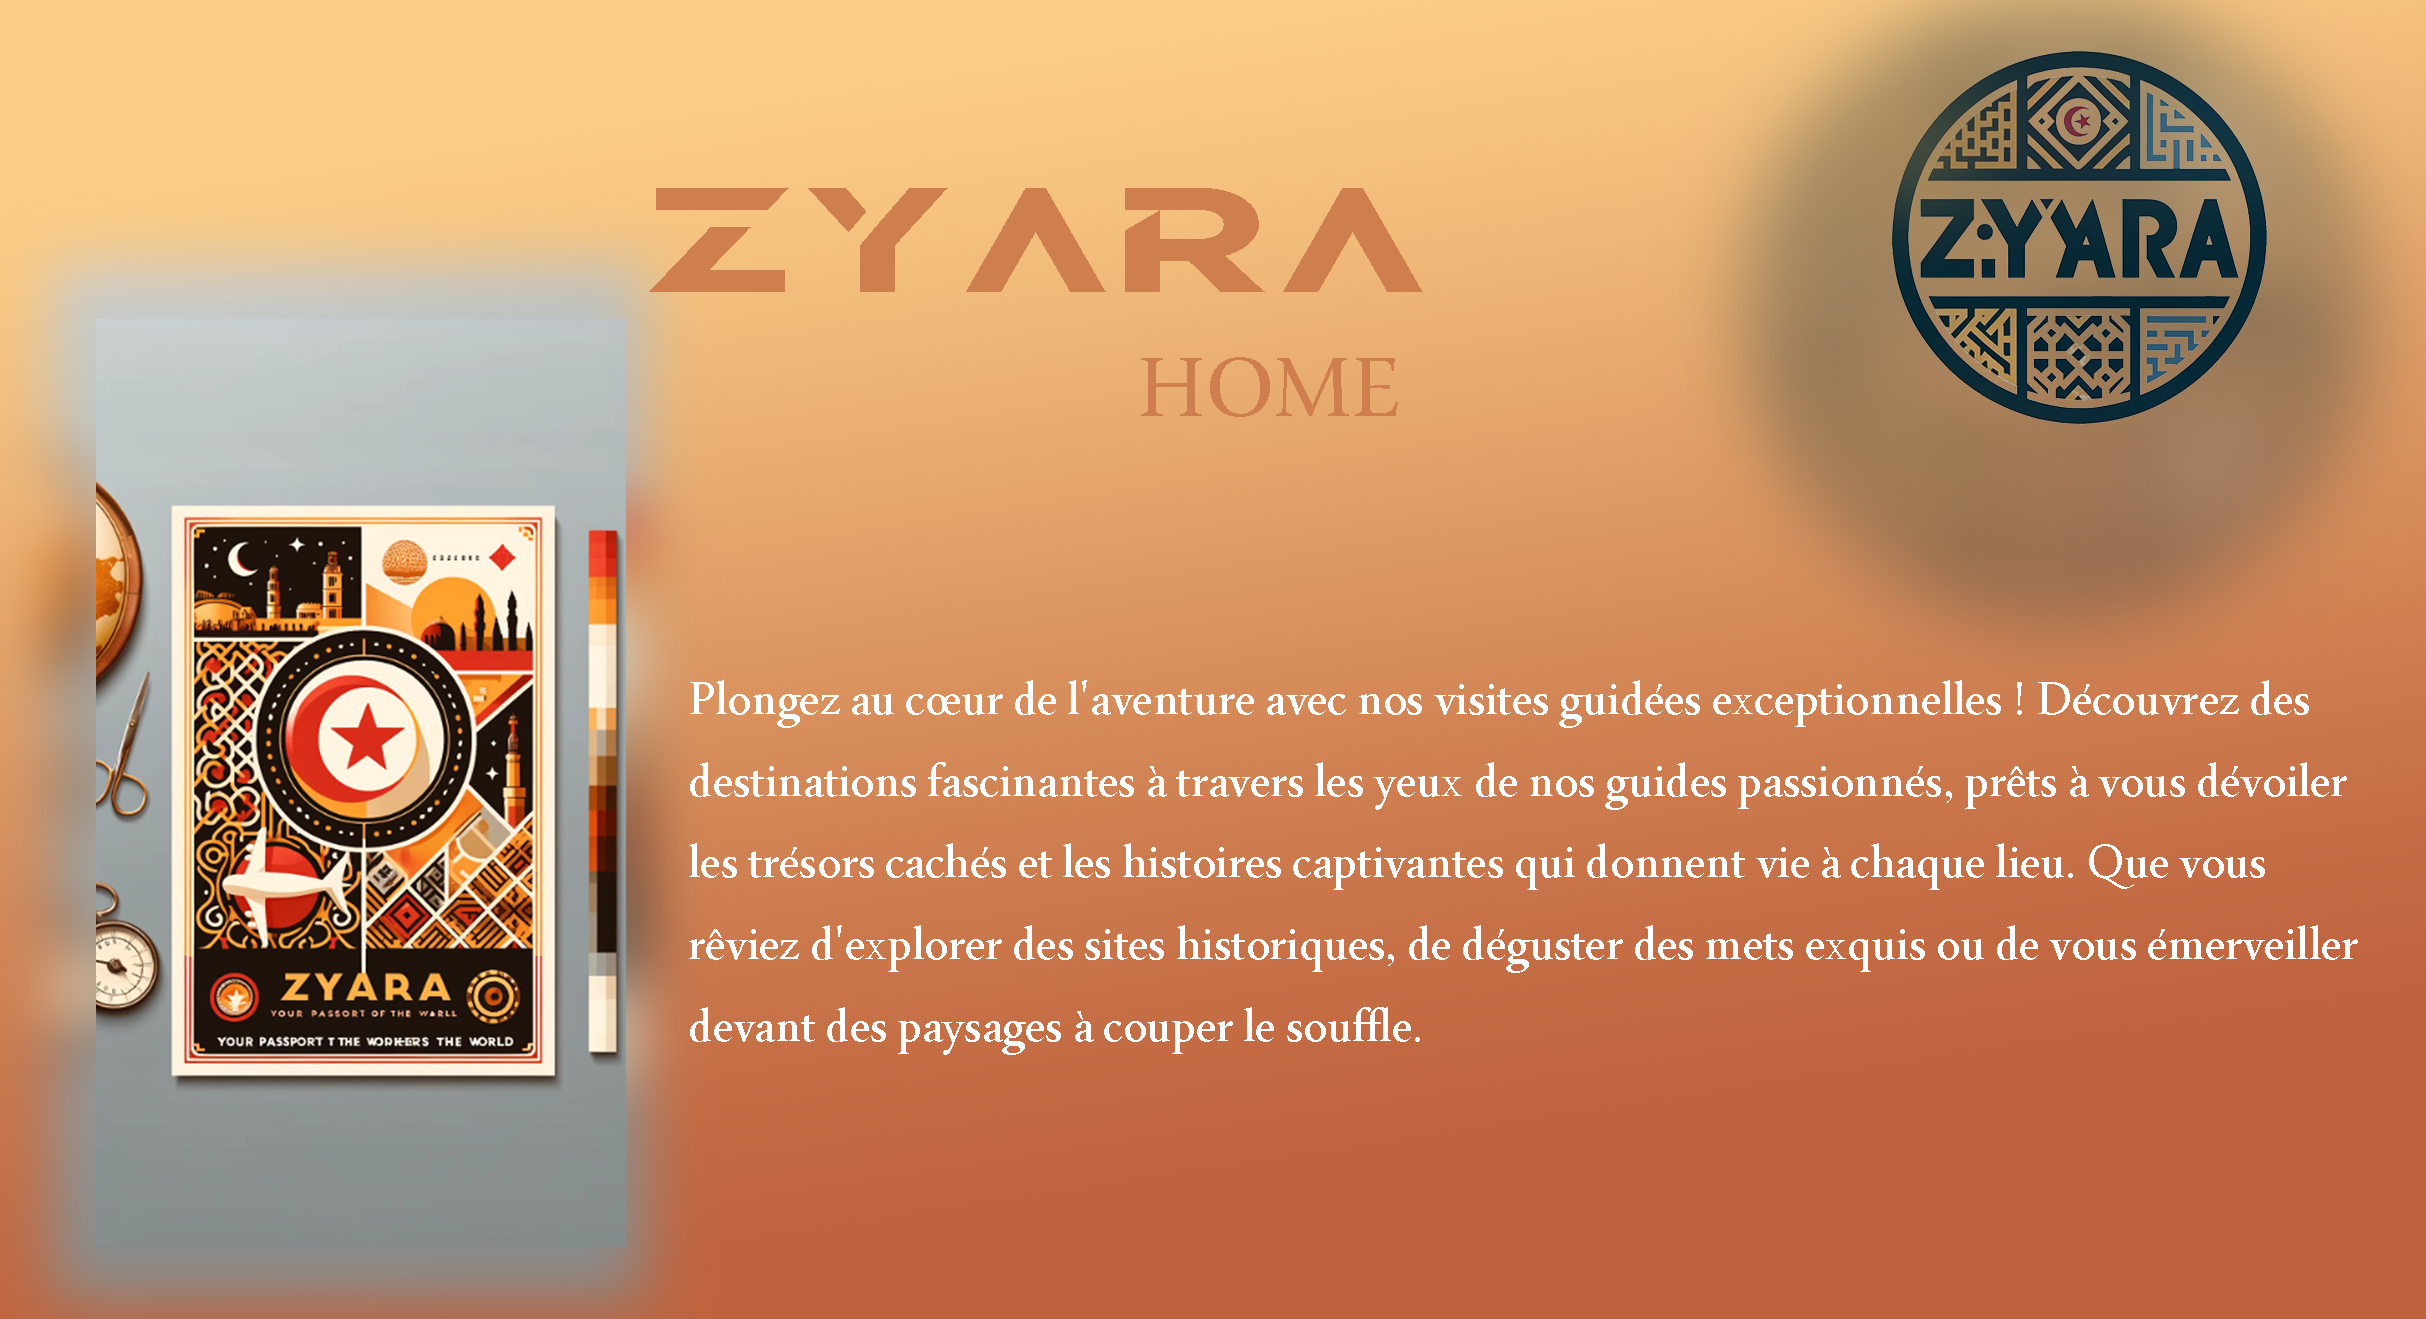 ZYARA
HOME
ZYARA
Plongez au cœur de l'aventure avec nos visites guidées exceptionnelles ! Découvrez des
destinations fascinantes à travers les yeux de nos guides passionnés, prêts à vous dévoiler
les trésors cachés et les histoires captivantes qui donnent vie à chaque lieu. Que vous
rêviez d'explorer des sites historiques, de déguster des mets exquis ou de vous émerveiller
devant des paysages à couper le souffle.
ZYARA
YOUR PASSORT OF THE
YOUR PASSPORT T THE THE WORLD